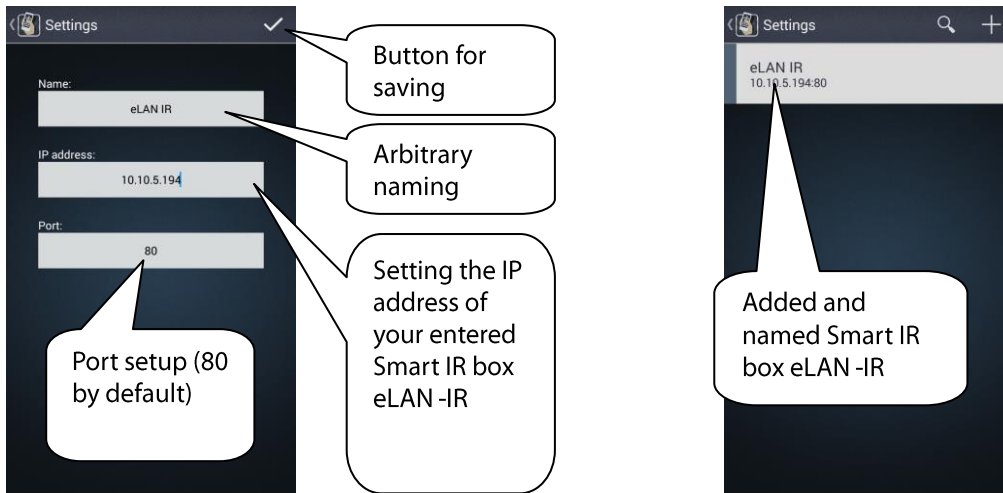 Settings
Name:
eLAN IR
IP address:
10.10.5.194
Port:
80
Button for
saving
Arbitrary
naming
Setting the IP
address of
your entered
Smart IR box
eLAN -IR
Port setup (80
by default)
Settings
eLAN IR
10.10.5.194:80
Added and
named Smart IR
box eLAN -IR